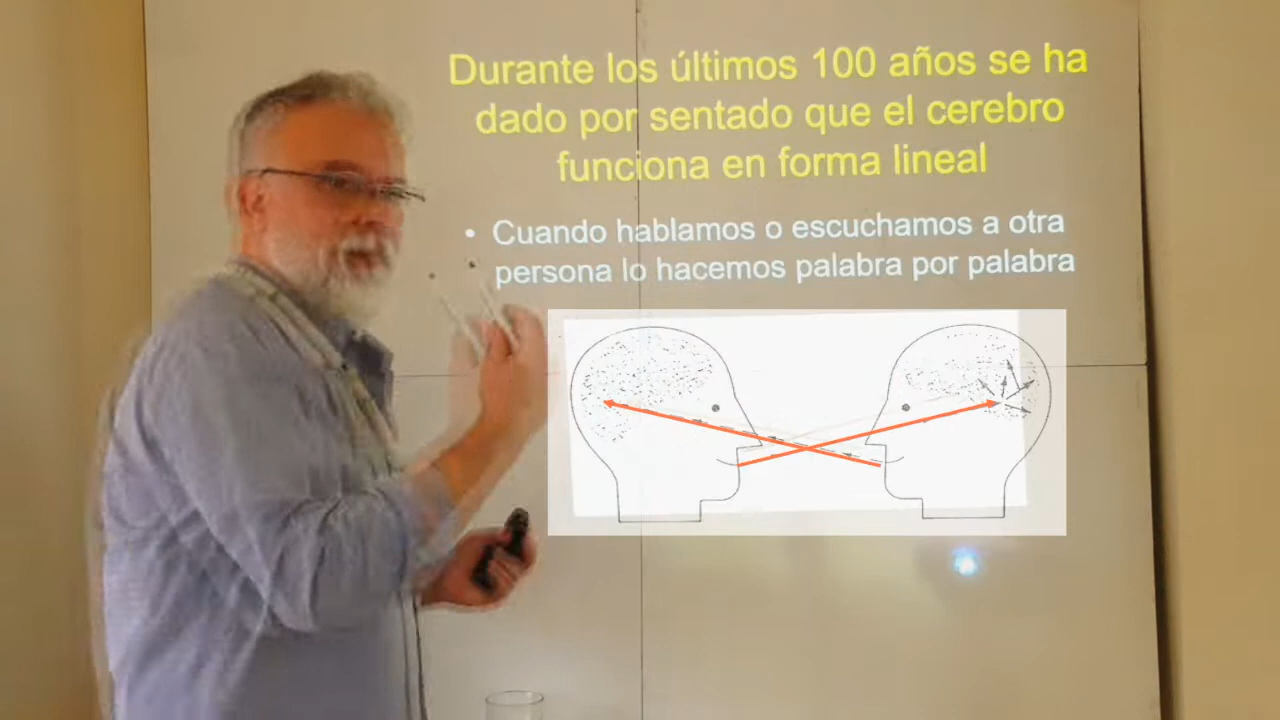 Durante los últimos 100 años se ha
dado por sentado que el cerebro
funciona en forma lineal
• Cuando hablamos o escuchamos a otra
persona lo hacemos palabra por palabra